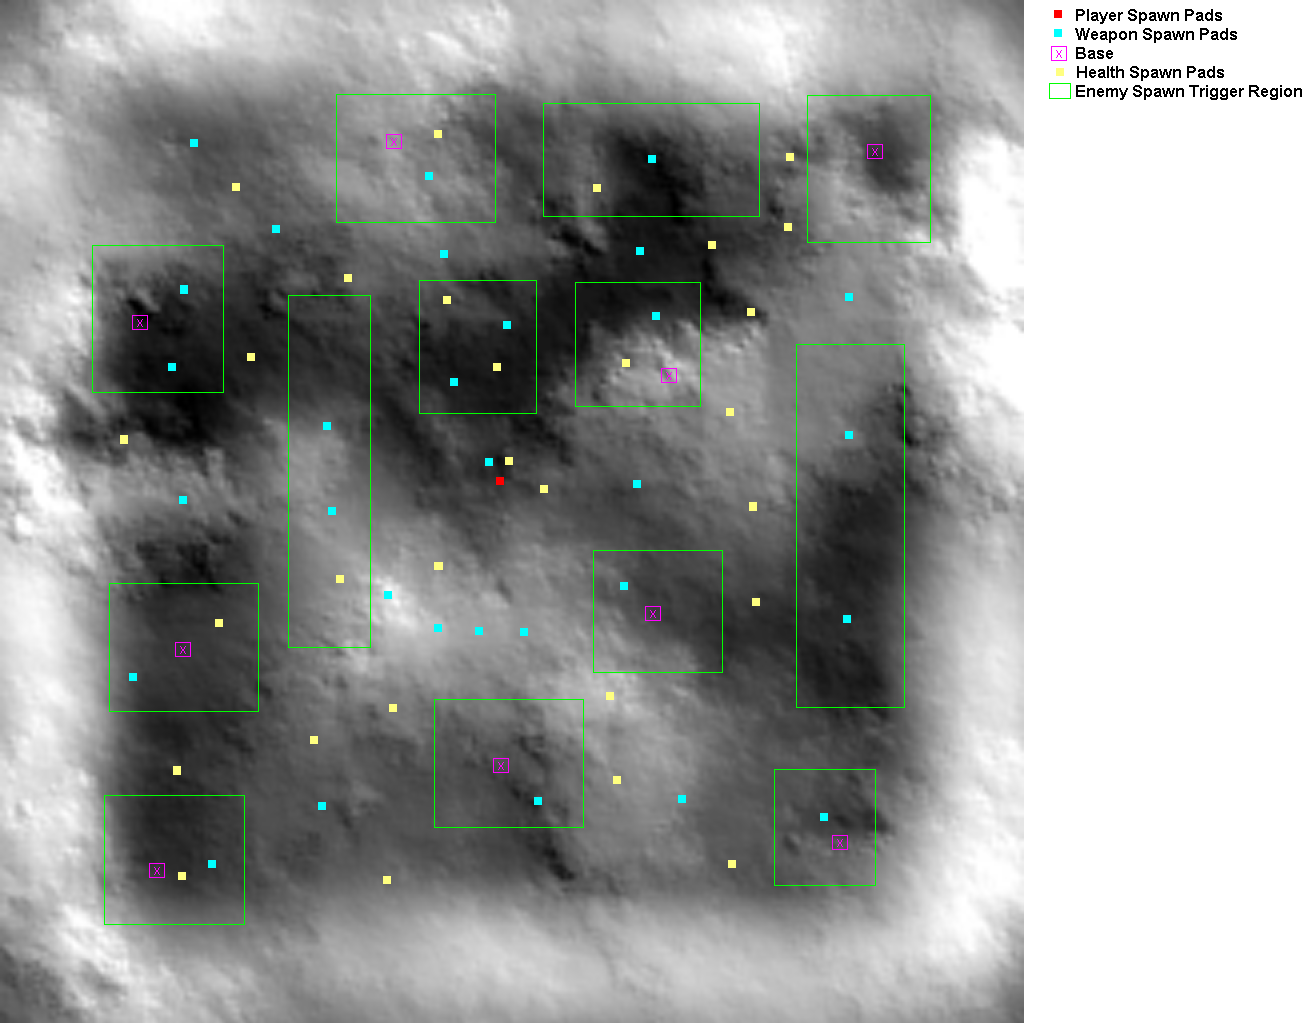 Player Spawn Pads
Weapon Spawn Pads
X Base
Health Spawn Pads
Enemy Spawn Trigger Region
X
X
X
X
X
X
X
X
X